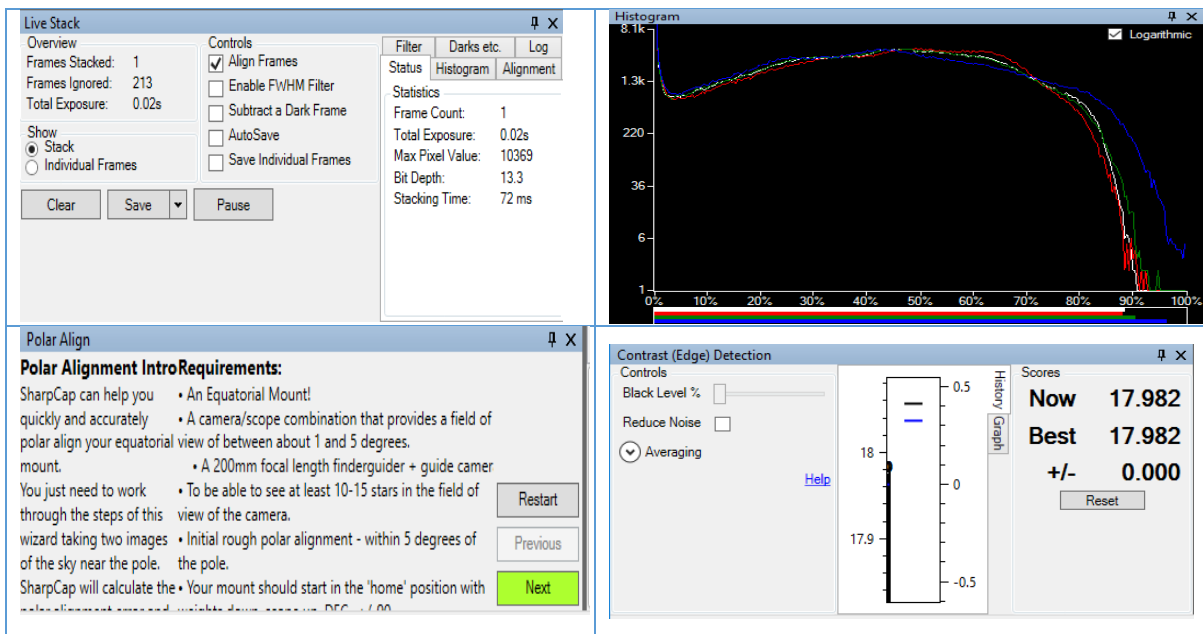 Live Stack
Overview
Frames Stacked: 1
Frames Ignored: 213
Total Exposure: 0.02s
Show
Stack
Individual Frames
Controls
Align Frames
Enable FWHM Filter
Subtract a Dark Frame
AutoSave
Save Individual Frames
Clear
Save
Pause
Filter
Darks etc.
Log
Status
Histogram
Alignment
Statistics
Frame Count: 1
Total Exposure: 0.02s
Max Pixel Value: 10369
Bit Depth: 13.3
Stacking Time: 72 ms
Histogram
Logarithmic
8.1k
1.3k
220
36
6
1
0% 10% 20% 30% 40% 50% 60% 70% 80% 90% 100%
Polar Align
Polar Alignment Intro
SharpCap can help you
quickly and accurately
polar align your equatorial
mount.
You just need to work
through the steps of this
wizard taking two images
of the sky near the pole.
SharpCap will calculate the
polar alignment error and
Requirements:
• An Equatorial Mount!
• A camera/scope combination that provides a field of
view of between about 1 and 5 degrees.
• A 200mm focal length finderguider + guide camer
• To be able to see at least 10-15 stars in the field of
view of the camera.
• Initial rough polar alignment - within 5 degrees of
the pole.
• Your mount should start in the 'home' position with
weights down, scope up, DEC
Restart
Previous
Next
Contrast (Edge) Detection
Controls
Black Level %
Reduce Noise
Averaging
Help
18
17.9
0.5
0
-0.5
History
Graph
Scores
Now 17.982
Best 17.982
+/- 0.000
Reset